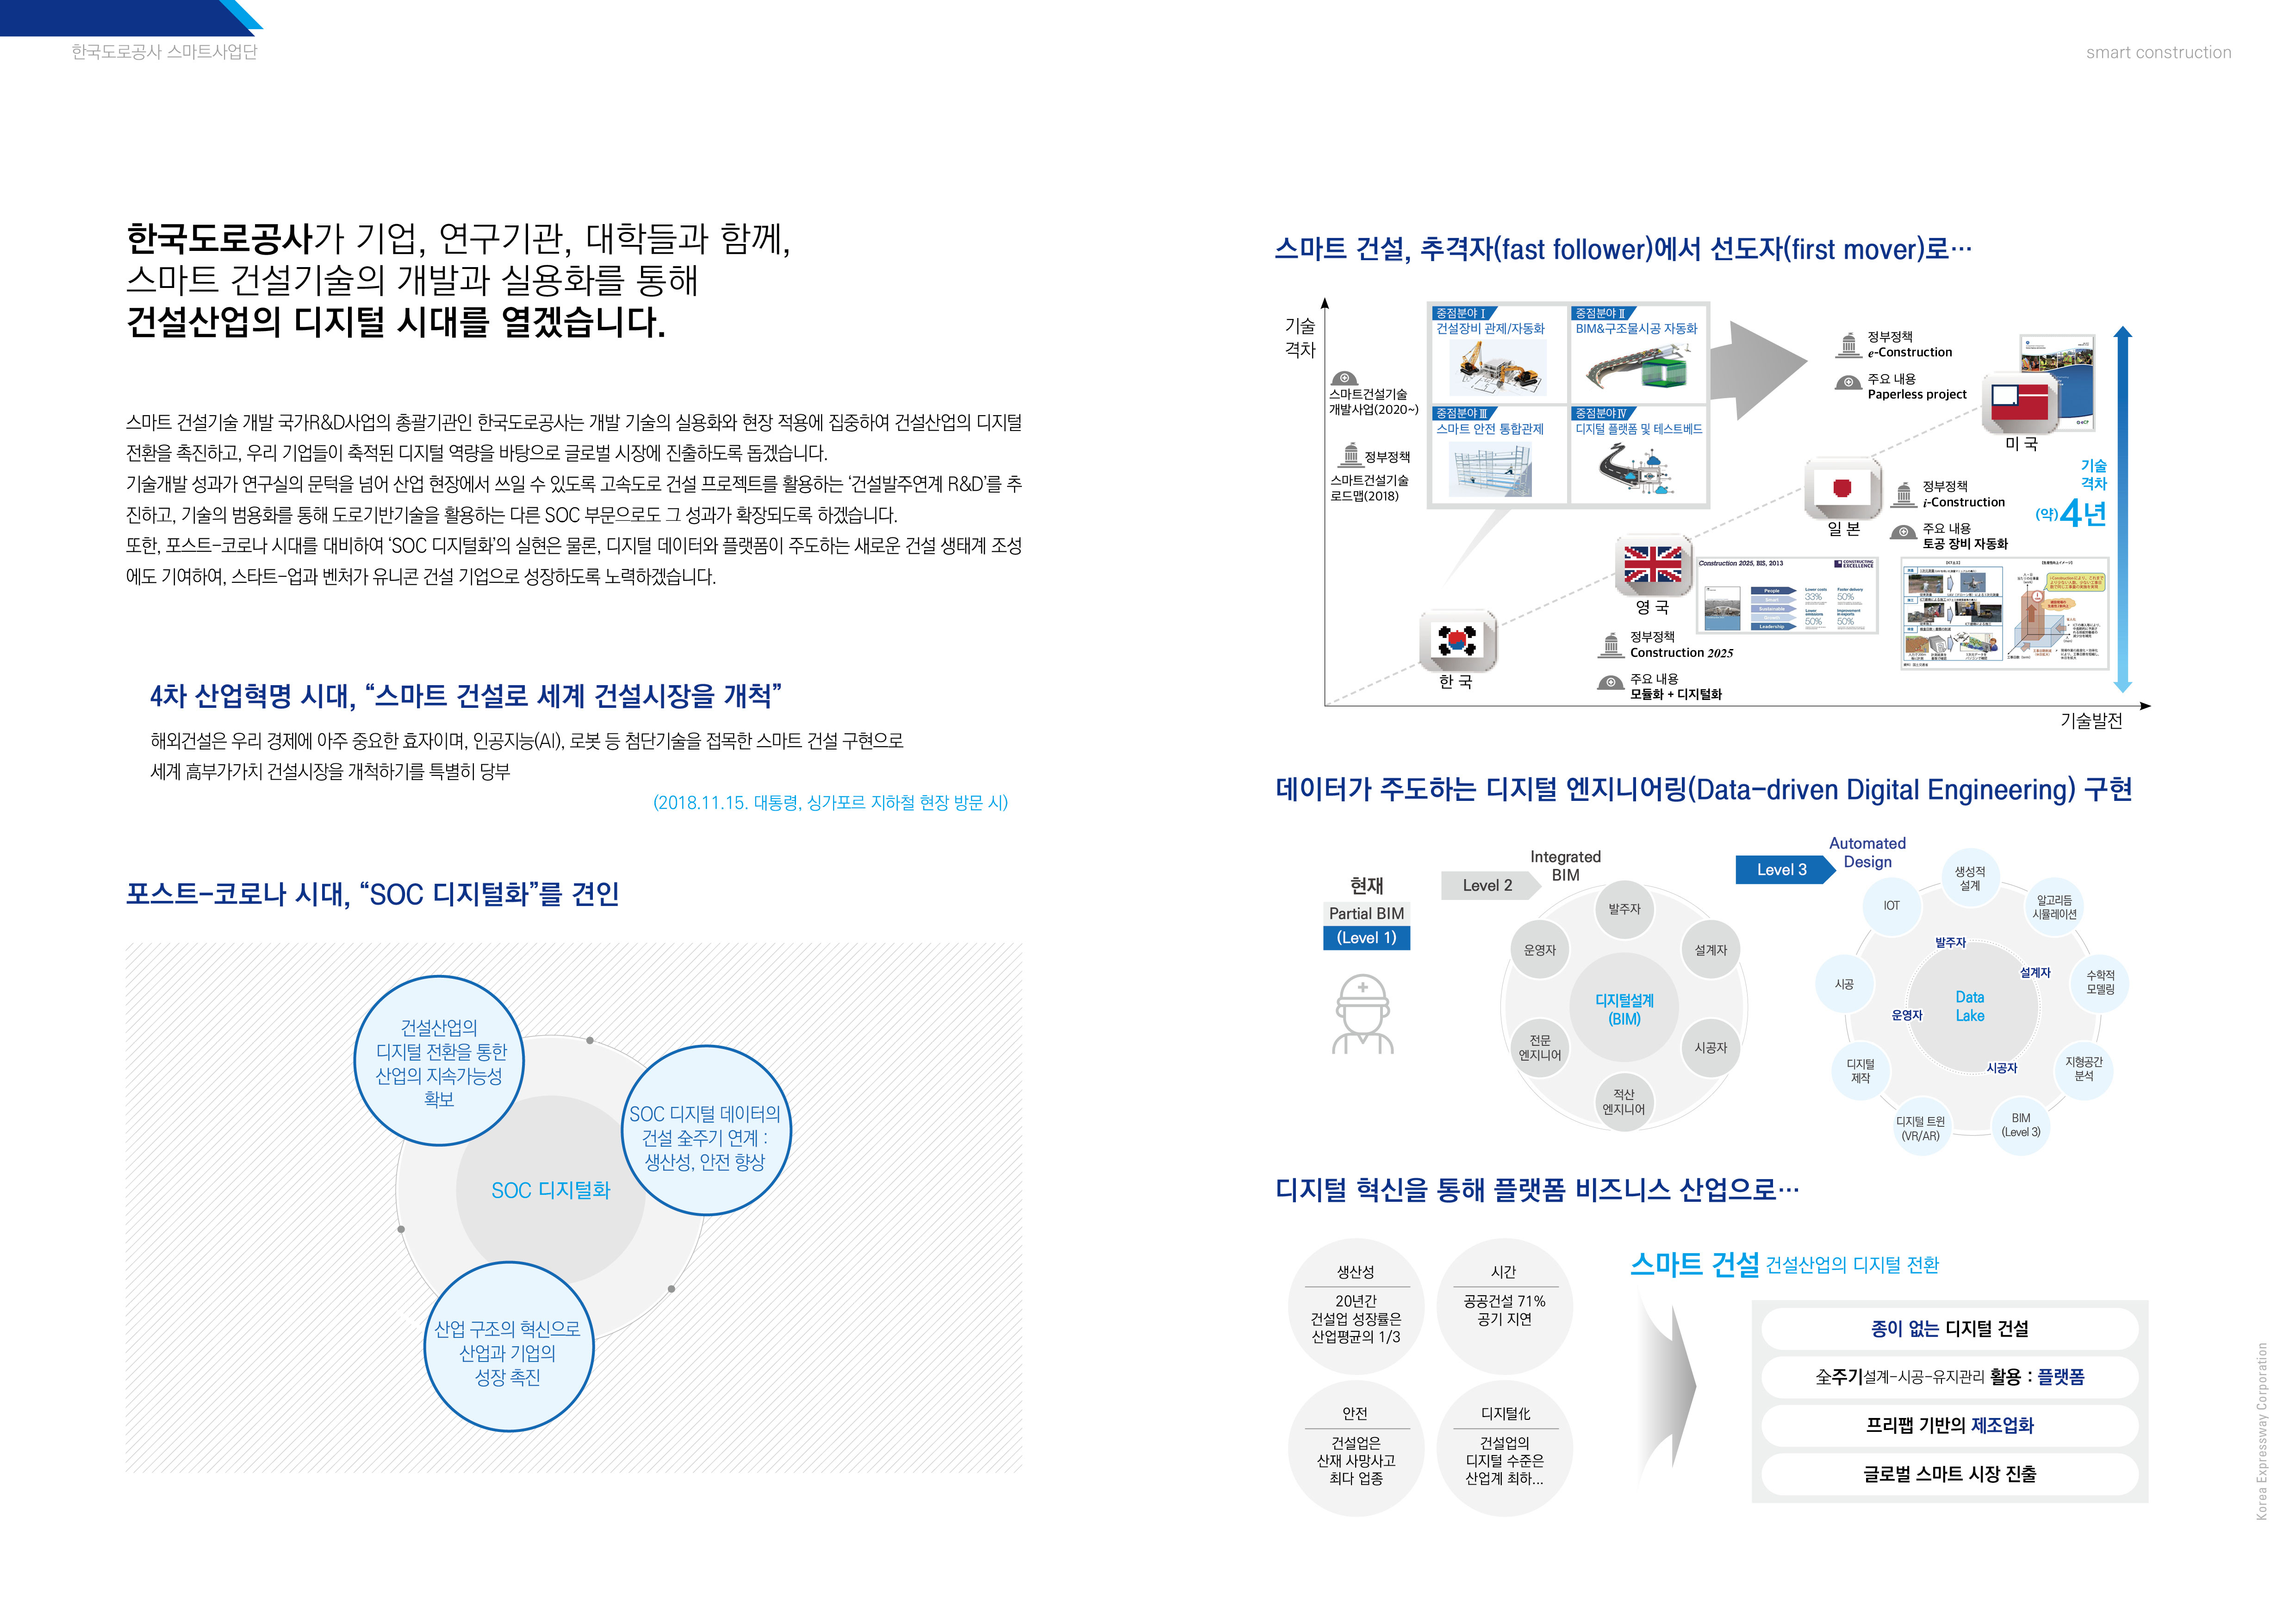 한국도로공사 스마트사업단
smart construction
한국도로공사가 기업, 연구기관, 대학들과 함께,
스마트 건설기술의 개발과 실용화를 통해
건설산업의 디지털 시대를 열겠습니다.
스마트 건설기술 개발 국가R&D사업의 총괄기관인 한국도로공사는 개발 기술의 실용화와 현장 적용에 집중하여 건설산업의 디지털
전환을 촉진하고, 우리 기업들이 축적된 디지털 역량을 바탕으로 글로벌 시장에 진출하도록 돕겠습니다.
기술개발 성과가 연구실의 문턱을 넘어 산업 현장에서 쓰일 수 있도록 고속도로 건설 프로젝트를 활용하는 ‘건설발주연계 R&D’를 추
진하고, 기술의 범용화를 통해 도로기반기술을 활용하는 다른 SOC 부문으로도 그 성과가 확장되도록 하겠습니다.
또한, 포스트-코로나 시대를 대비하여 ‘SOC 디지털화’의 실현은 물론, 디지털 데이터와 플랫폼이 주도하는 새로운 건설 생태계 조성
에도 기여하여, 스타트-업과 벤처가 유니콘 건설 기업으로 성장하도록 노력하겠습니다.
4차 산업혁명 시대, “스마트 건설로 세계 건설시장을 개척”
해외건설은 우리 경제에 아주 중요한 효자이며, 인공지능(AI), 로봇 등 첨단기술을 접목한 스마트 건설 구현으로
세계 高부가가치 건설시장을 개척하기를 특별히 당부
(2018.11.15. 대통령, 싱가포르 지하철 현장 방문 시)
포스트-코로나 시대, “SOC 디지털화”를 견인
건설산업의
디지털 전환을 통한
산업의 지속가능성
확보
SOC 디지털 데이터의
건설 全주기 연계 :
생산성, 안전 향상
SOC 디지털화
산업 구조의 혁신으로
산업과 기업의
성장 촉진
스마트 건설, 추격자(fast follower)에서 선도자(first mover)로…
기술
격차
스마트건설기술
개발사업(2020~)
정부정책
스마트건설기술
로드맵(2018)
중점분야 Ⅰ
건설장비 관제/자동화
중점분야 Ⅱ
BIM&구조물시공 자동화
중점분야 Ⅲ
스마트 안전 통합관제
중점분야 Ⅳ
디지털 플랫폼 및 테스트베드
정부정책
e-Construction
주요 내용
Paperless project
미 국
일 본
정부정책
i-Construction
주요 내용
토공 장비 자동화
기술
격차
(약)4년
영 국
Construction 2025, BIS, 2013
CONSTRUCTING
EXCELLENCE
People
Smart
Sustainable
Growth
Leadership
Lower costs
33%
Faster delivery
50%
Lower
emissions
50%
Improvement
in exports
50%
정부정책
Construction 2025
주요 내용
모듈화 + 디지털화
한 국
기술발전
데이터가 주도하는 디지털 엔지니어링(Data-driven Digital Engineering) 구현
현재
Partial BIM
(Level 1)
Level 2
Integrated
BIM
발주자
운영자
설계자
디지털설계
(BIM)
전문
엔지니어
시공자
적산
엔지니어
Level 3
Automated
Design
생성적
설계
IOT
알고리듬
시뮬레이션
발주자
설계자
시공
수학적
모델링
Data
Lake
운영자
시공자
디지털
제작
지형공간
분석
디지털 트윈
(VR/AR)
BIM
(Level 3)
디지털 혁신을 통해 플랫폼 비즈니스 산업으로…
생산성
20년간
건설업 성장률은
산업평균의 1/3
시간
공공건설 71%
공기 지연
안전
건설업은
산재 사망사고
최다 업종
디지털化
건설업의
디지털 수준은
산업계 최하...
스마트 건설 건설산업의 디지털 전환
종이 없는 디지털 건설
全주기설계-시공-유지관리 활용 : 플랫폼
프리팹 기반의 제조업화
글로벌 스마트 시장 진출
Korea Expressway Corporation